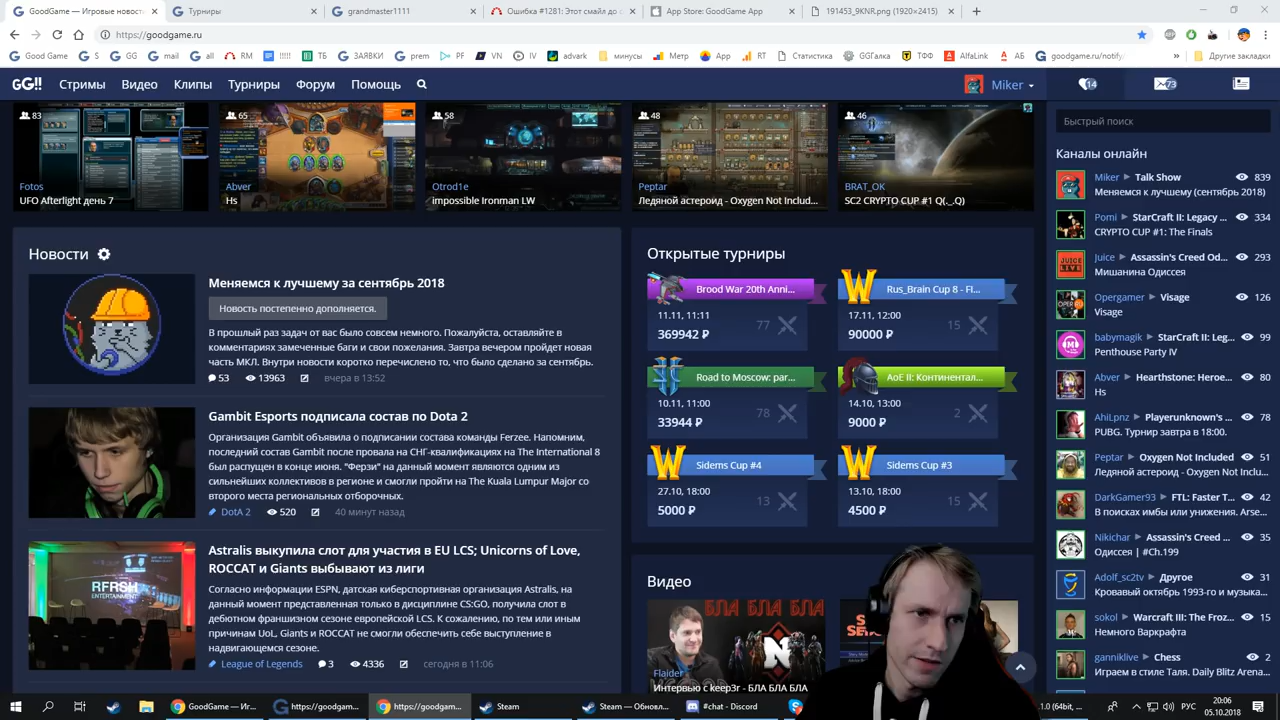 GoodGame — Игровые новост
Турниры
grandmaster1111
Ошибка #1281: Этот смайл до с
App Store: GoodGame App
191453_9KNR.png (1920×2415)
https://goodgame.ru
Good Game
G S
GG
gmail
all
RM
!!!!!
ТБ
ЗАЯВКИ
prem
PF
VN
IV
advark
минусы
Метр
App
RT
Статистика
GGГалка
ТФФ
AlfaLink
АБ
goodgame.ru/notify
Другие закладки
GG!! Стримы Видео Клипы Турниры Форум Помощь
Miker
14
73
83
Fotos
UFO Afterlight день 7
65
Abver
Hs
58
Otrod1e
impossible Ironman LW
48
Peptar
Ледяной астероид - Oxygen Not Includ...
46
BRAT_OK
SC2 CRYPTO CUP #1 Q(._.Q)
Новости
Меняемся к лучшему за сентябрь 2018
Новость постепенно дополняется.
В прошлый раз задач от вас было совсем немного. Пожалуйста, оставляйте в
комментариях замеченные баги и свои пожелания. Завтра вечером пройдет новая
часть МКЛ. Внутри новости коротко перечислено то, что было сделано за сентябрь.
53 13963 вчера в 13:52
Gambit Esports подписала состав по Dota 2
Организация Gambit объявила о подписании состава команды Ferzee. Напомним,
последний состав Gambit после провала на СНГ-квалификациях на The International 8
был распущен в конце июня. "Ферзи" на данный момент являются одним из
сильнейших коллективов в регионе и смогли пройти на The Kuala Lumpur Major со
второго места региональных отборочных.
DotA 2 520 40 минут назад
RFRSH
ENTERTAINMENT
Astralis выкупила слот для участия в EU LCS; Unicorns of Love,
ROCCAT и Giants выбывают из лиги
Согласно информации ESPN, датская киберспортивная организация Astralis, на
данный момент представленная только в дисциплине CS:GO, получила слот в
дебютном франшизном сезоне европейской LCS. К сожалению, по тем или иным
причинам UoL, Giants и ROCCAT не смогли обеспечить себе выступление в
надвигаемся сезоне.
League of Legends 3 4336 сегодня в 11:06
Открытые турниры
Brood War 20th Anni...
11.11, 11:11
369942 ₽
77
Rus_Brain Cup 8 - Fl...
17.11, 12:00
90000 ₽
15
Road to Moscow: par...
10.11, 11:00
33944 ₽
78
AoE II: Континентал...
14.10, 13:00
9000 ₽
2
Sidems Cup #4
27.10, 18:00
5000 ₽
13
Sidems Cup #3
13.10, 18:00
4500 ₽
15
Видео
БЛА БЛА БЛА
Flaider
Интервью с keep3r - БЛА БЛА БЛА
Быстрый поиск
Каналы онлайн
Miker Talk Show 839
Меняемся к лучшему (сентябрь 2018)
Pomi StarCraft II: Legacy ... 334
CRYPTO CUP #1: The Finals
JUICE
LIVE
Juice Assassin's Creed Od... 293
Мишанина Одиссея
Opergamer Visage 126
Visage
babymagik StarCraft II: Leg... 99
Penthouse Party IV
Abver Hearthstone: Heroe... 80
Hs
AhiLpnz Playerunknown's ... 78
PUBG. Турнир завтра в 18:00.
Peptar Oxygen Not Included 51
Ледяной астероид - Oxygen Not Inclu...
DarkGamer93 FTL: Faster T... 42
В поисках имбы или унижения. Arse...
Nikichar Assassin's Creed ... 35
Одиссея | #Ch.199
Adolf_sc2tv Другое 31
Кровавый октябрь 1993-го и музыка...
sokol Warcraft III: The Froz... 15
Немного Варкрафта
ganniklive Chess 2
Играем в стиле Таля. Daily Blitz Arena...
GoodGame — Иг...
https://goodgam...
https://goodgam...
Steam
Steam — Обновл...
#chat - Discord
1.0 (64bit, ...
РУС
20:06
05.10.2018